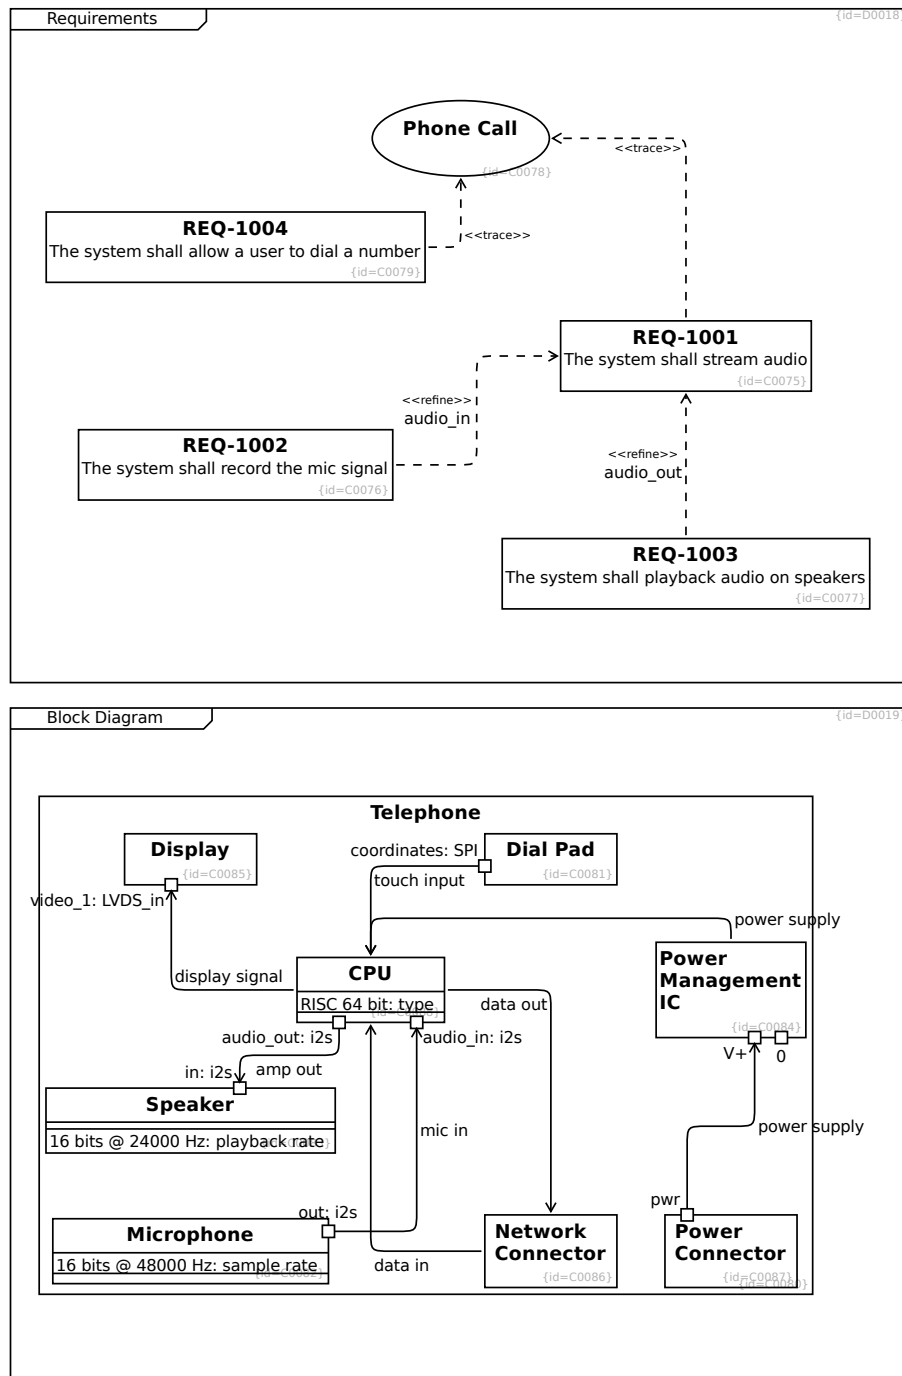 Requirements
{id=D0018}
Phone Call
{id=C0078}
<<trace>>
REQ-1004
The system shall allow a user to dial a number
{id=C0079}
<<trace>>
REQ-1001
The system shall stream audio
{id=C0075}
<<refine>>
audio_in
REQ-1002
The system shall record the mic signal
{id=C0076}
<<refine>>
audio_out
REQ-1003
The system shall playback audio on speakers
{id=C0077}
Block Diagram
{id=D0019}
Telephone
Display
{id=C0085}
video_1: LVDS_in
coordinates: SPI
Dial Pad
{id=C0081}
touch input
power supply
display signal
CPU
RISC 64 bit: type
data out
Power
Management
IC
{id=C0084}
V+
0
audio_out: i2s
audio_in: i2s
in: i2s
amp out
Speaker
16 bits @ 24000 Hz: playback rate
mic in
power supply
out: i2s
pwr
Microphone
16 bits @ 48000 Hz: sample rate
data in
Network
Connector
{id=C0086}
Power
Connector
{id=C0087}
{id=C0080}